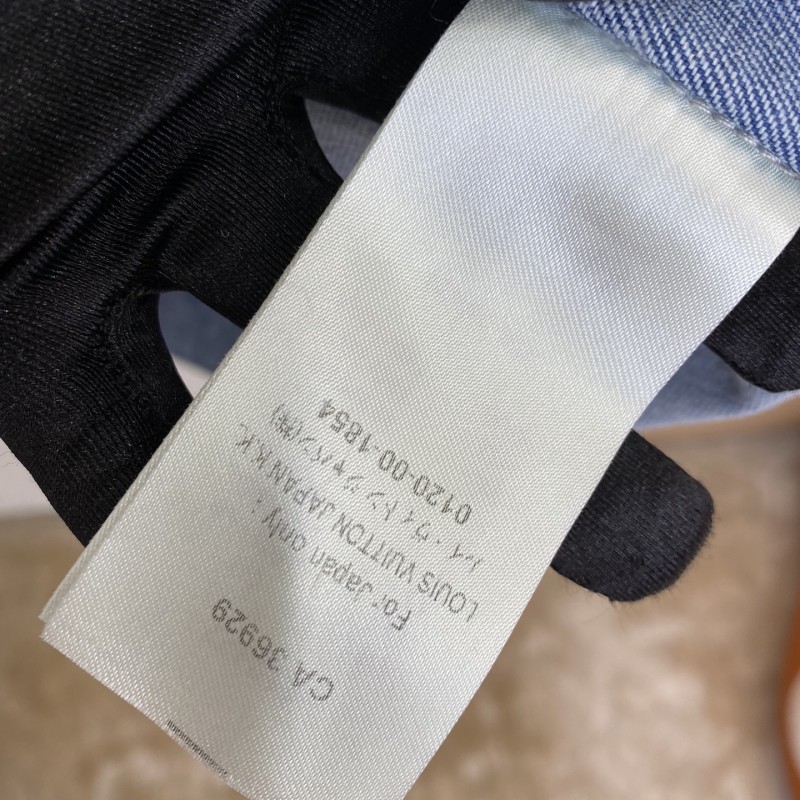 CA 36929
For Japan only :
LOUIS VUITTON JAPAN K.K.
ルイ・ヴィトン ジャパン(株)
0120-00-1854